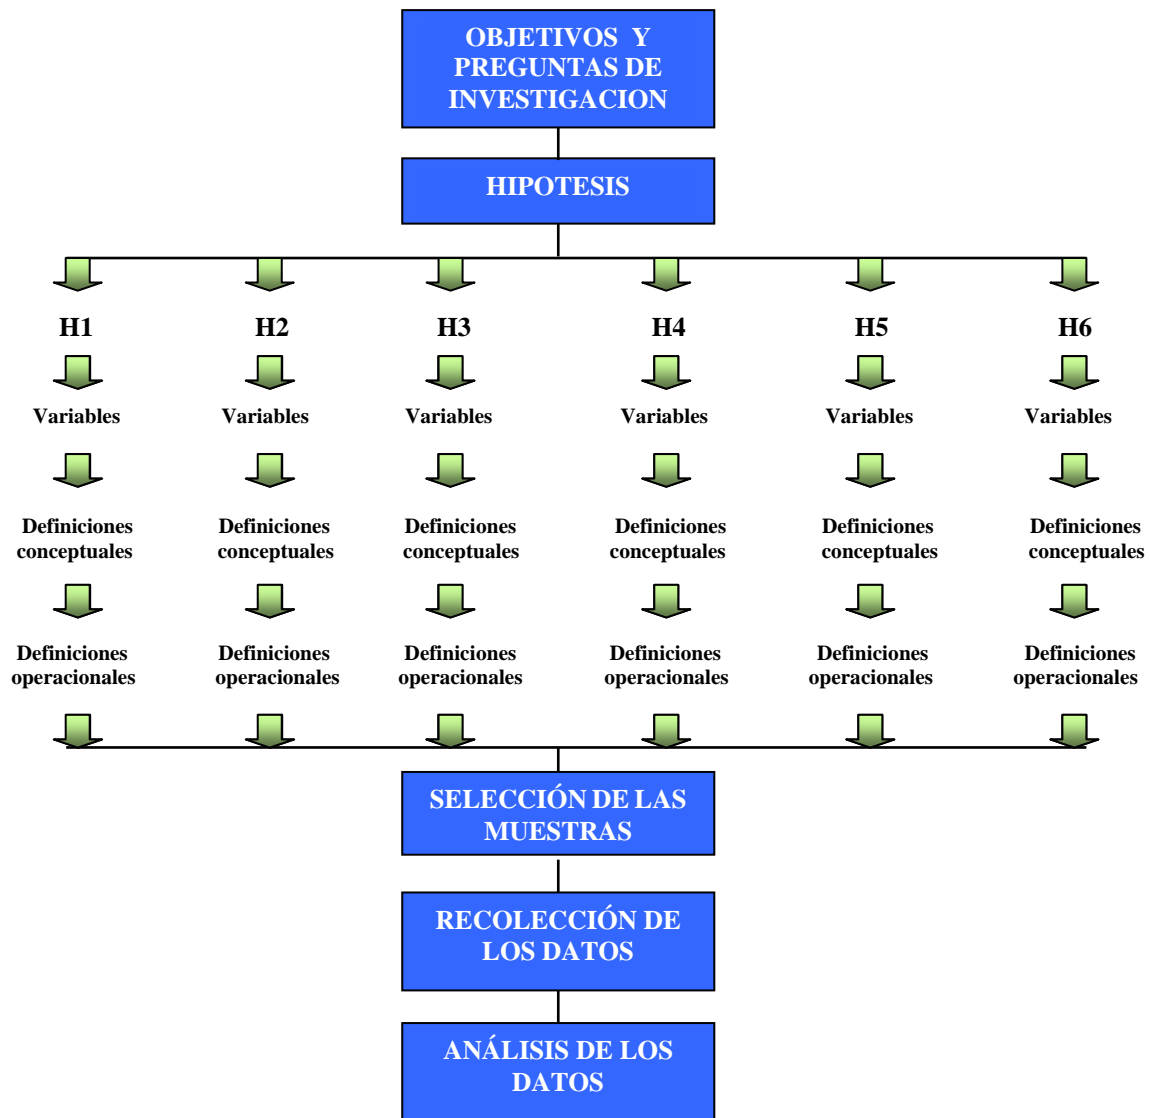 OBJETIVOS Y
PREGUNTAS DE
INVESTIGACION
HIPOTESIS
H1 H2 H3 H4 H5 H6
Variables Variables Variables Variables Variables Variables
Definiciones Definiciones Definiciones Definiciones Definiciones Definiciones
conceptuales conceptuales conceptuales conceptuales conceptuales conceptuales
Definiciones Definiciones Definiciones Definiciones Definiciones Definiciones
operacionales operacionales operacionales operacionales operacionales operacionales
SELECCIÓN DE LAS
MUESTRAS
RECOLECCIÓN DE
LOS DATOS
ANÁLISIS DE LOS
DATOS